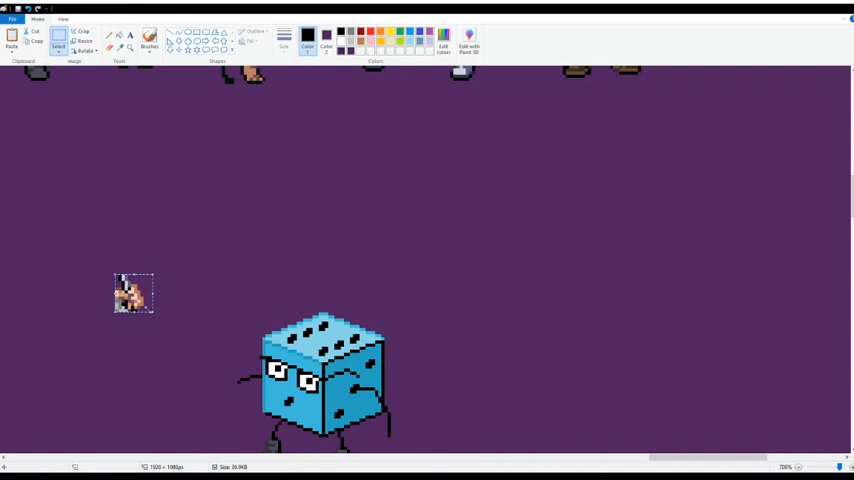 File Home View
Paste Cut Copy Select Crop Resize Rotate Brushes Outline Fill Size Color 1 Color 2 Edit colors Edit with Paint 3D
Clipboard Image Tools Shapes Colors
1920 × 1080px Size: 36.9KB 700%